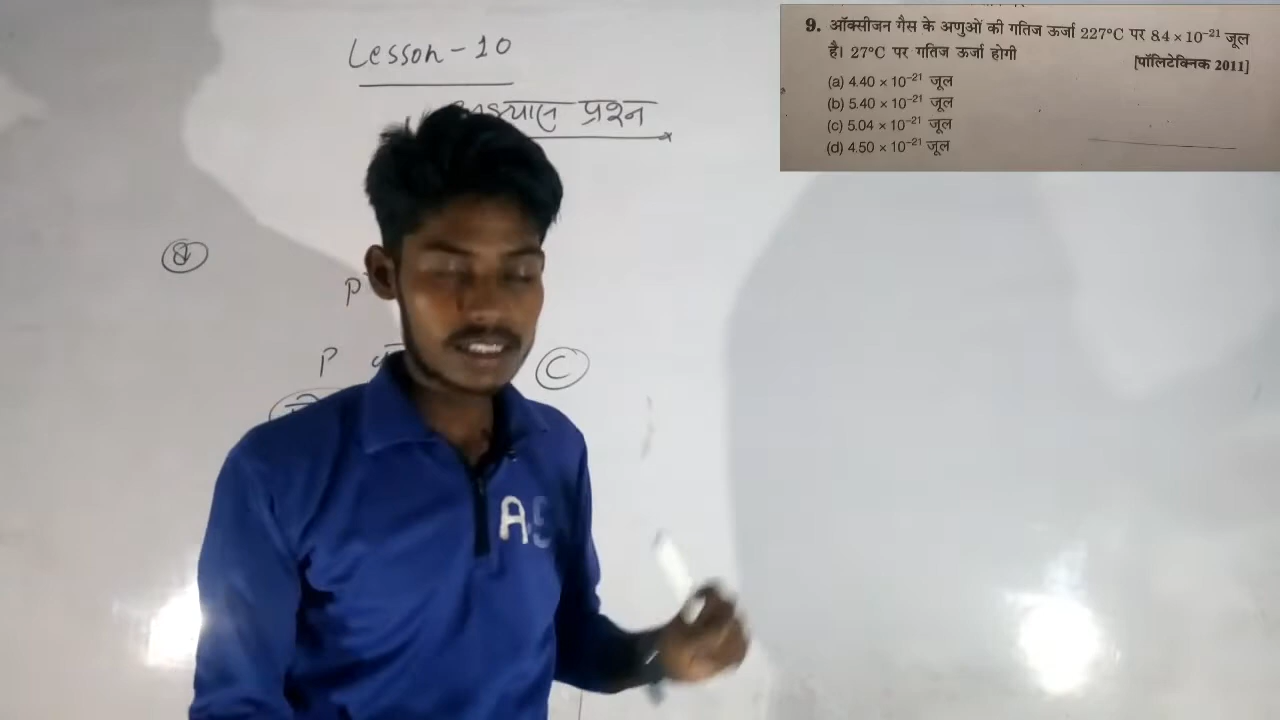 Lesson-10
प्रश्न
9. ऑक्सीजन गैस के अणुओं की गतिज ऊर्जा 227°C पर 8.4 × 10⁻²¹ जूल
है। 27°C पर गतिज ऊर्जा होगी [पॉलिटेक्निक 2011]
(a) 4.40 × 10⁻²¹ जूल
(b) 5.40 × 10⁻²¹ जूल
(c) 5.04 × 10⁻²¹ जूल
(d) 4.50 × 10⁻²¹ जूल
P
P
C